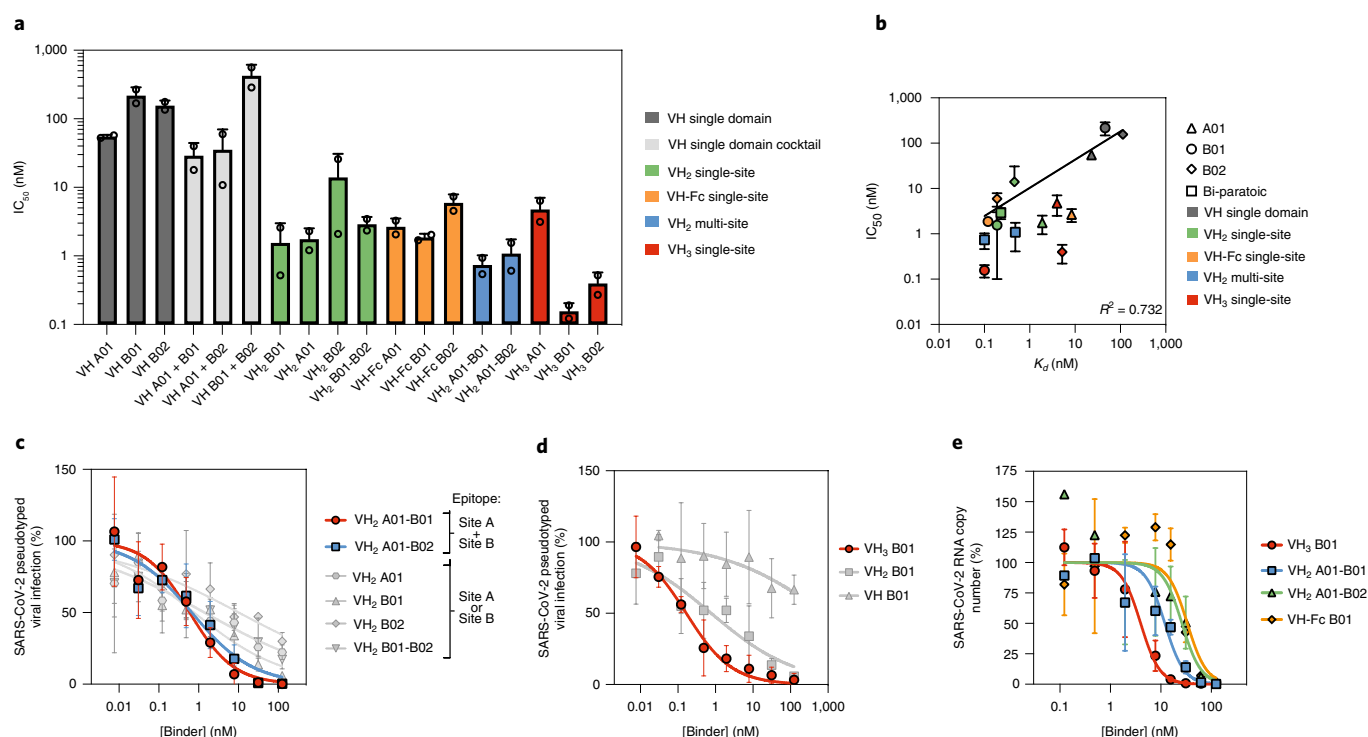 a
1,000
100
10
1
0.1
IC50 (nM)
VH A01
VH B01
VH B02
VH A01 + B01
VH A01 + B02
VH B01 + B02
VH2 B01
VH2 A01
VH2 B02
VH2 B01-B02
VH-Fc A01
VH-Fc B01
VH-Fc B02
VH2 A01-B01
VH2 A01-B02
VH3 A01
VH3 B01
VH3 B02
VH single domain
VH single domain cocktail
VH2 single-site
VH-Fc single-site
VH2 multi-site
VH3 single-site
b
1,000
100
10
1
0.1
0.01
IC50 (nM)
0.01 0.1 1 10 100 1,000
Kd (nM)
R2 = 0.732
A01
B01
B02
Bi-paratoic
VH single domain
VH2 single-site
VH-Fc single-site
VH2 multi-site
VH3 single-site
c
150
100
50
0
SARS-CoV-2 pseudotyped
viral infection (%)
0.01 0.1 1 10 100
[Binder] (nM)
Epitope:
VH2 A01-B01
VH2 A01-B02
Site A
+
Site B
VH2 A01
VH2 B01
VH2 B02
VH2 B01-B02
Site A
or
Site B
d
150
100
50
0
SARS-CoV-2 pseudotyped
viral infection (%)
0.01 0.1 1 10 100 1,000
[Binder] (nM)
VH3 B01
VH2 B01
VH B01
e
175
150
125
100
75
50
25
0
SARS-CoV-2 RNA copy
number (%)
0.1 1 10 100
[Binder] (nM)
VH3 B01
VH2 A01-B01
VH2 A01-B02
VH-Fc B01